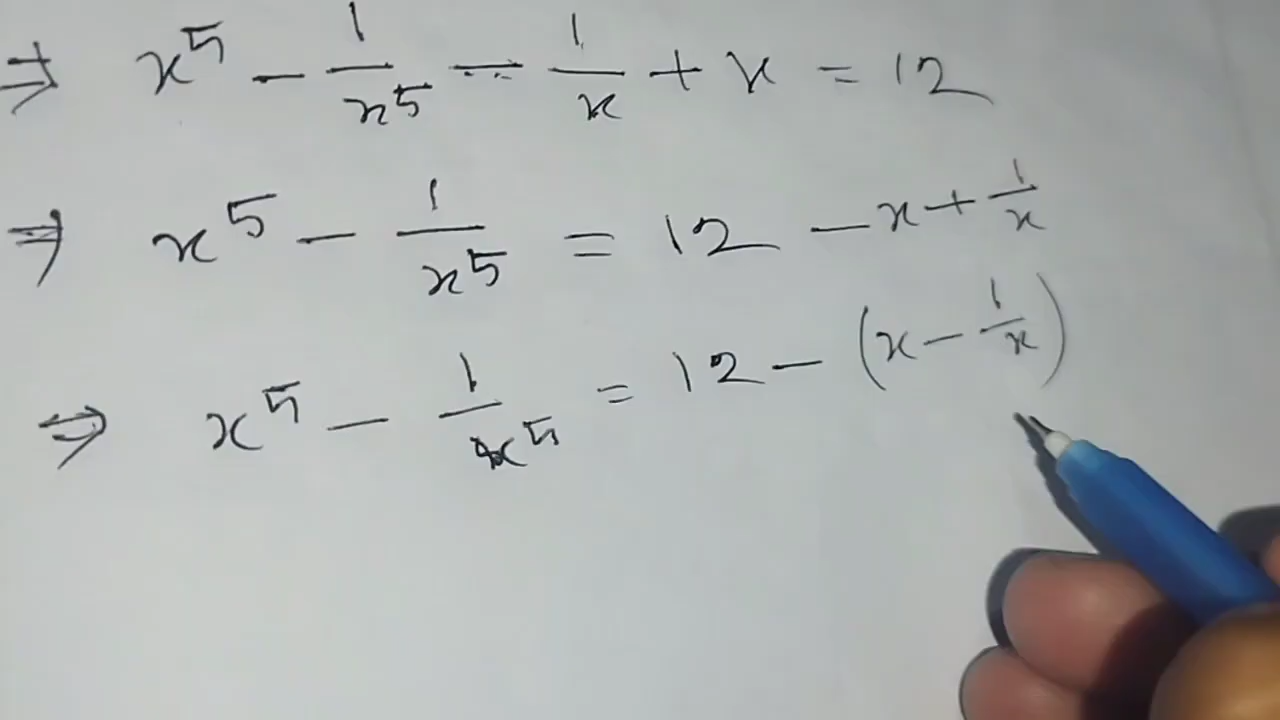 ⇒ x⁵ - 1/x⁵ - 1/x + x = 12
⇒ x⁵ - 1/x⁵ = 12 - x + 1/x
⇒ x⁵ - 1/x⁵ = 12 - (x - 1/x)